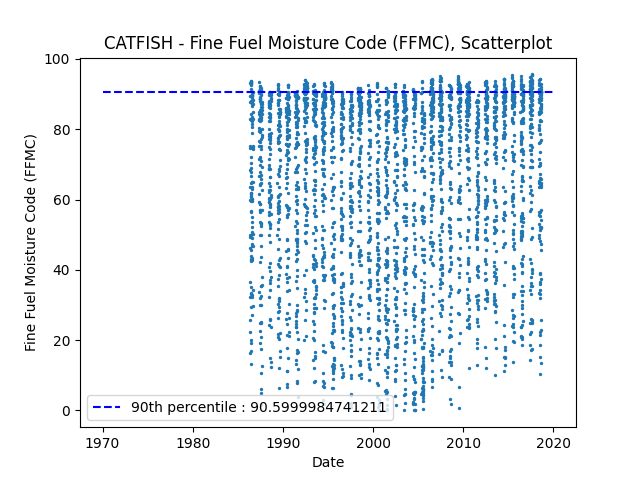 CATFISH - Fine Fuel Moisture Code (FFMC), Scatterplot
100
80
60
40
20
0
Fine Fuel Moisture Code (FFMC)
90th percentile : 90.5999984741211
1970 1980 1990 2000 2010 2020
Date